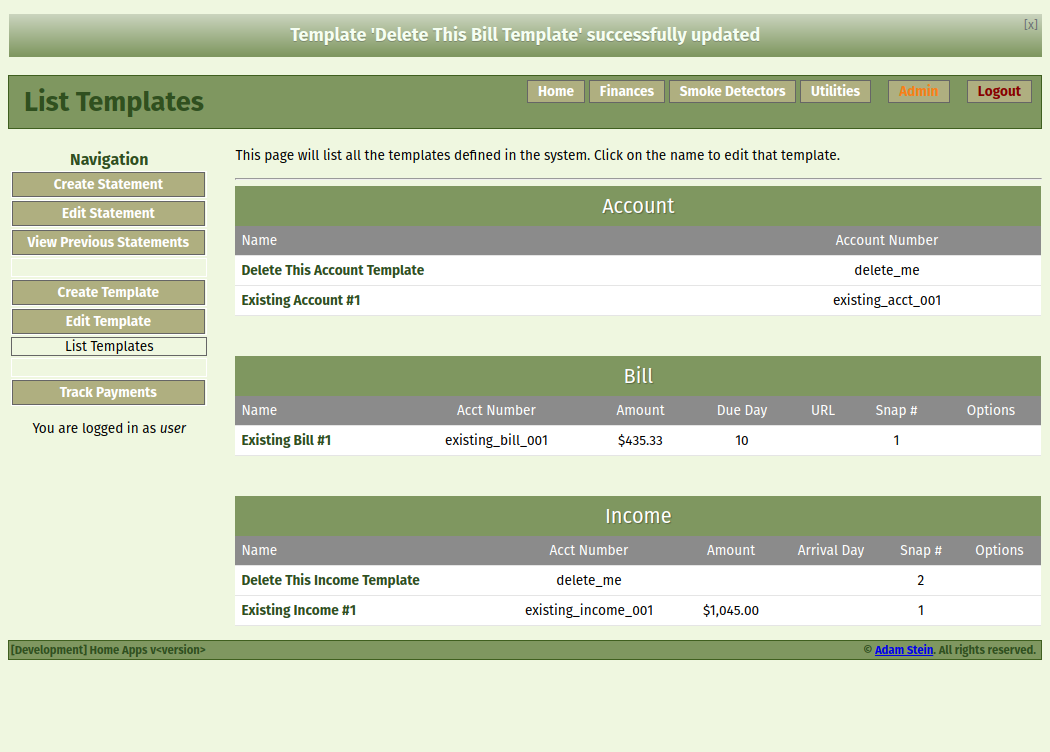 Template 'Delete This Bill Template' successfully updated
[x]
List Templates
Home Finances Smoke Detectors Utilities Admin Logout
Navigation
Create Statement
Edit Statement
View Previous Statements
Create Template
Edit Template
List Templates
Track Payments
You are logged in as user
This page will list all the templates defined in the system. Click on the name to edit that template.
Account
Name Account Number
Delete This Account Template delete_me
Existing Account #1 existing_acct_001
Bill
Name Acct Number Amount Due Day URL Snap # Options
Existing Bill #1 existing_bill_001 $435.33 10 1
Income
Name Acct Number Amount Arrival Day Snap # Options
Delete This Income Template delete_me 2
Existing Income #1 existing_income_001 $1,045.00 1
[Development] Home Apps v<version>
© Adam Stein. All rights reserved.